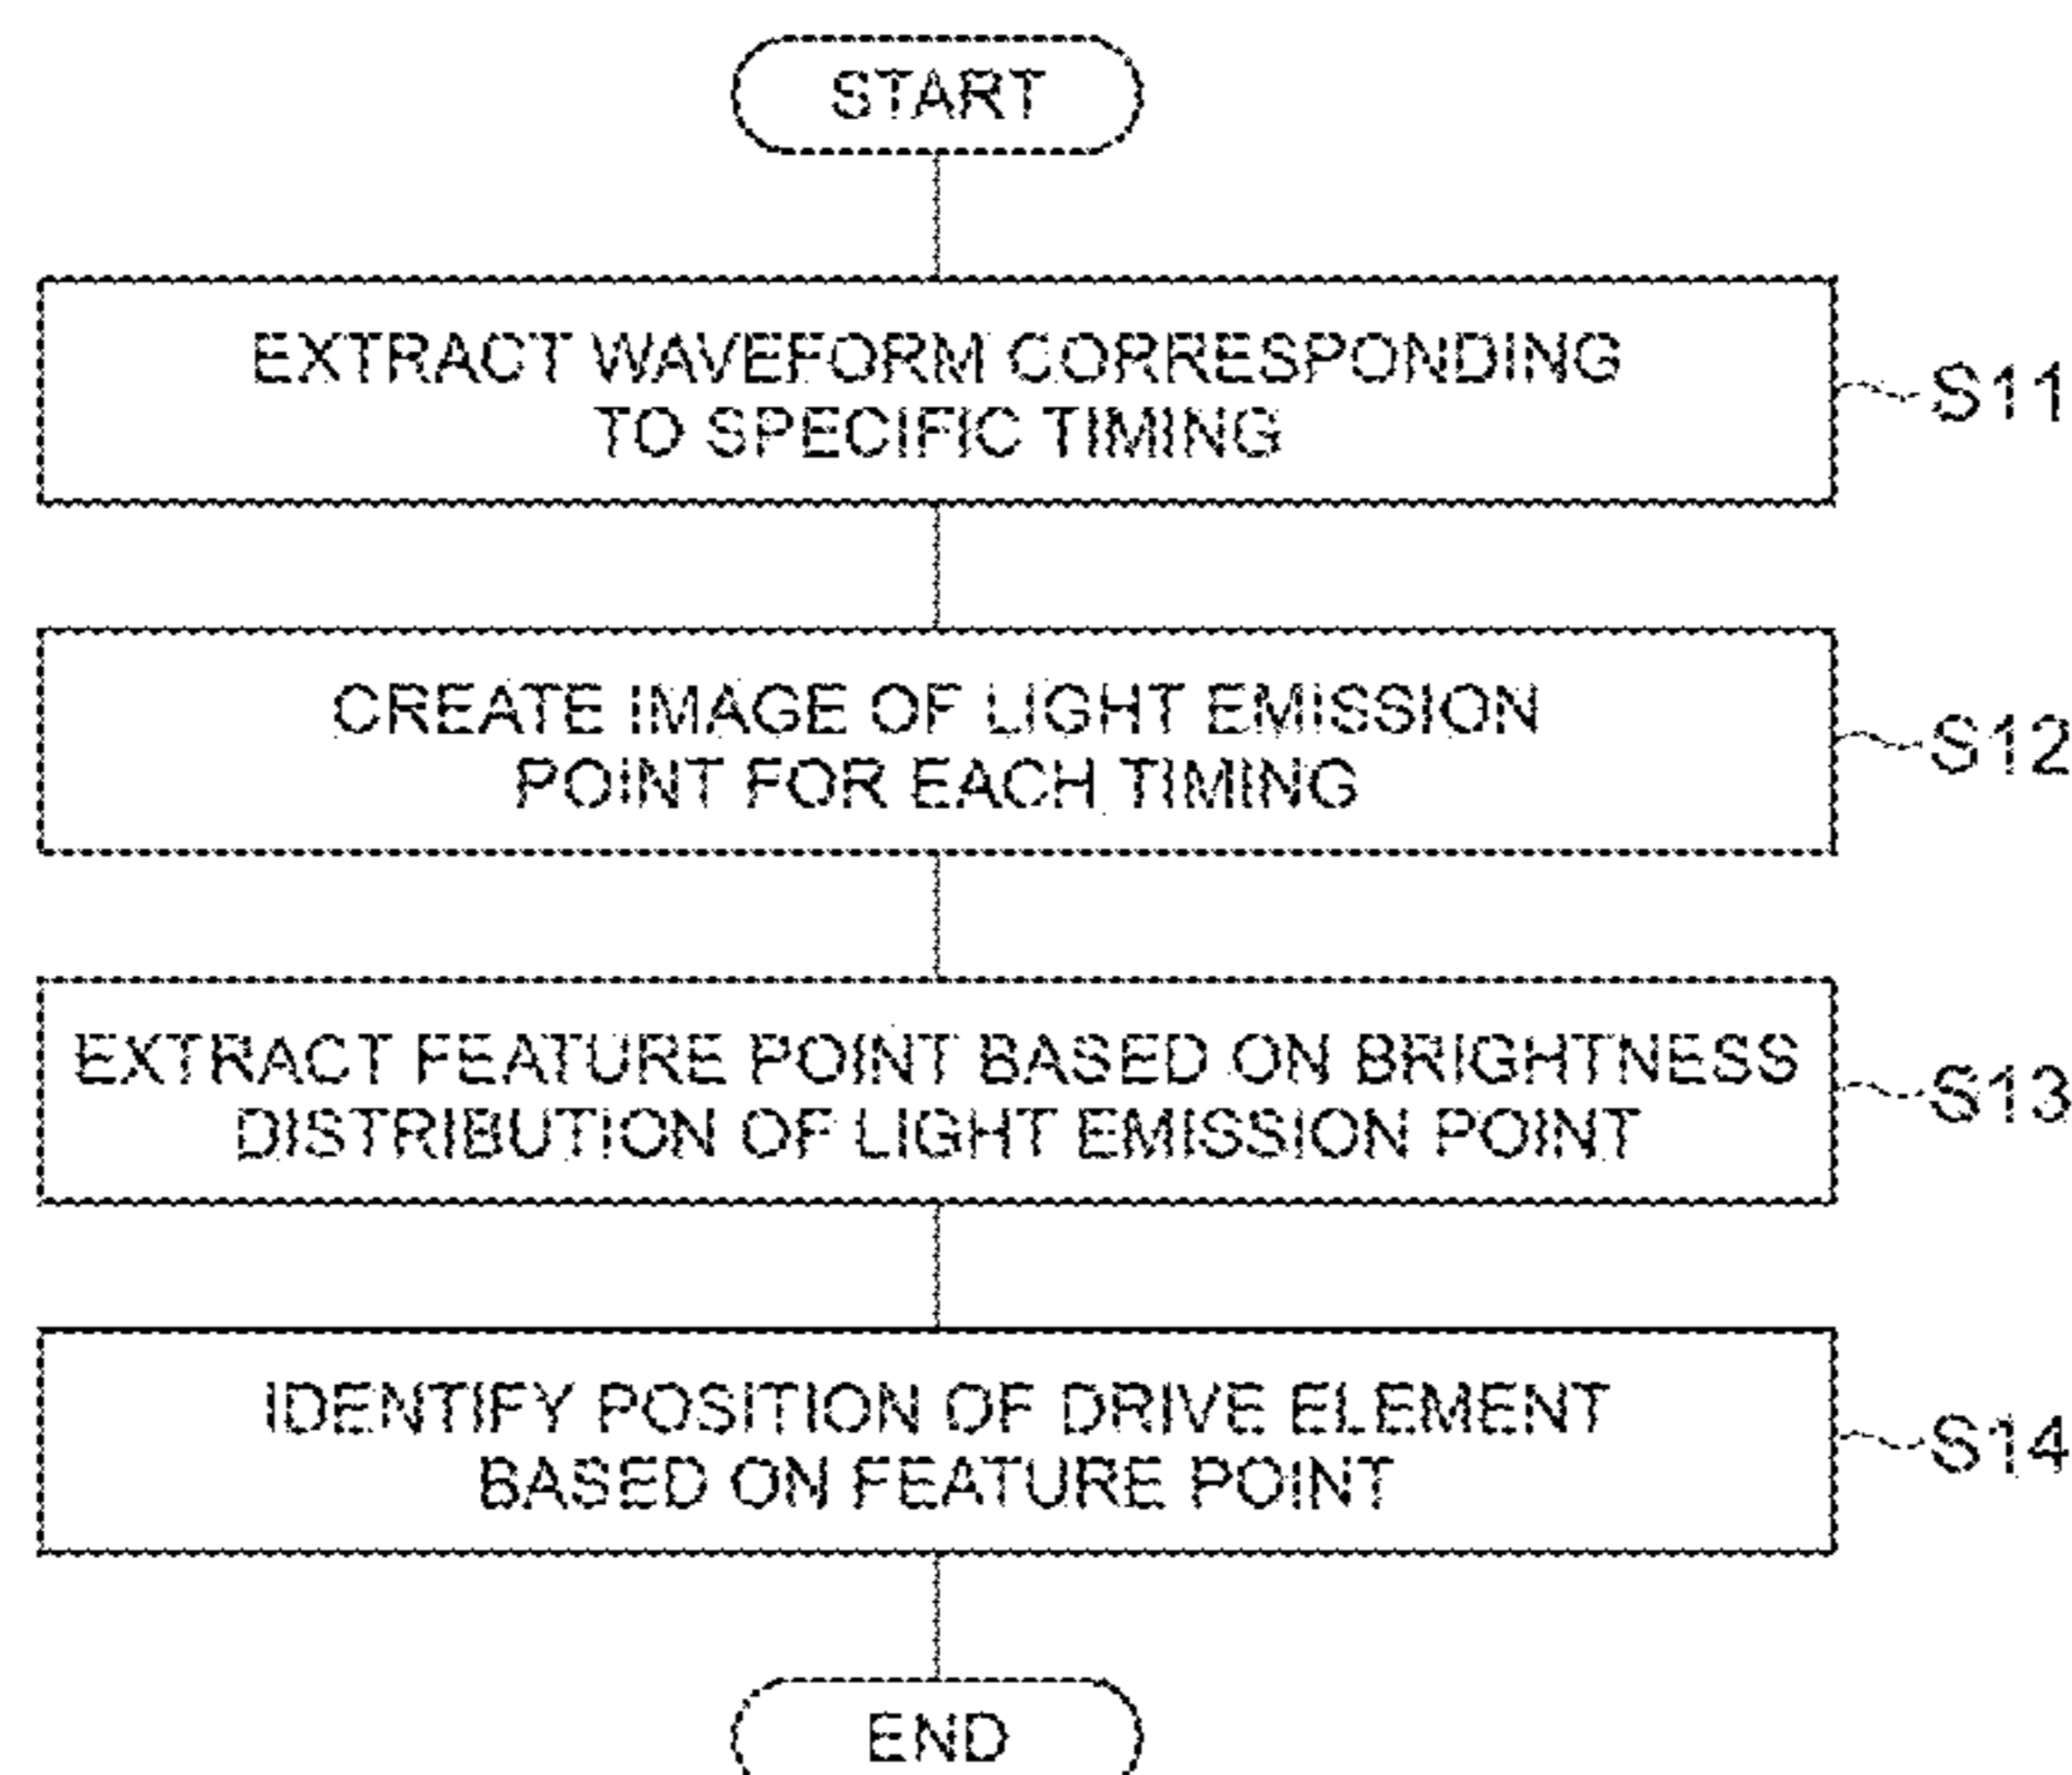 START
EXTRACT WAVEFORM CORRESPONDING
TO SPECIFIC TIMING
S11
CREATE IMAGE OF LIGHT EMISSION
POINT FOR EACH TIMING
S12
EXTRACT FEATURE POINT BASED ON BRIGHTNESS
DISTRIBUTION OF LIGHT EMISSION POINT
S13
IDENTIFY POSITION OF DRIVE ELEMENT
BASED ON FEATURE POINT
S14
END